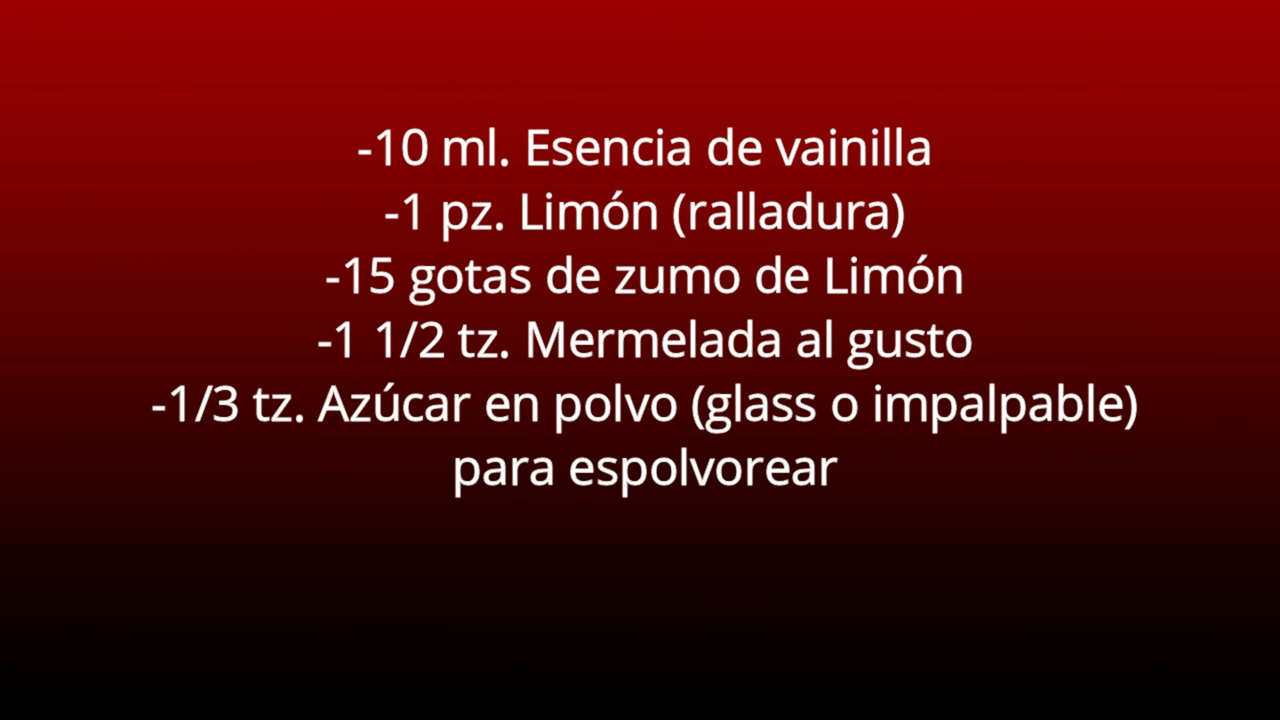 -10 ml. Esencia de vainilla
-1 pz. Limón (ralladura)
-15 gotas de zumo de Limón
-1 1/2 tz. Mermelada al gusto
-1/3 tz. Azúcar en polvo (glass o impalpable)
para espolvorear